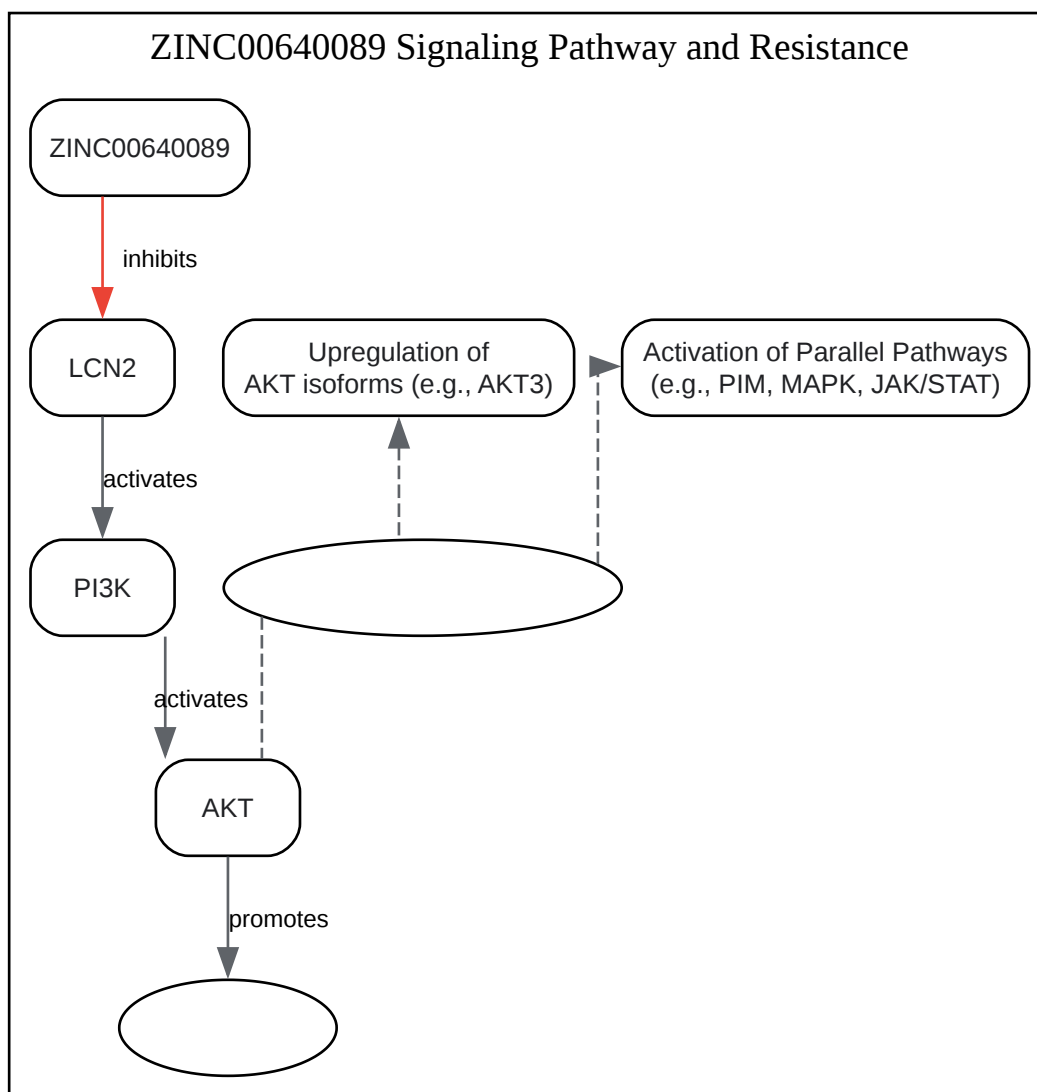 ZINC00640089 Signaling Pathway and Resistance
ZINC00640089
inhibits
LCN2
Upregulation of
AKT isoforms (e.g., AKT3)
Activation of Parallel Pathways
(e.g., PIM, MAPK, JAK/STAT)
activates
PI3K
activates
AKT
promotes